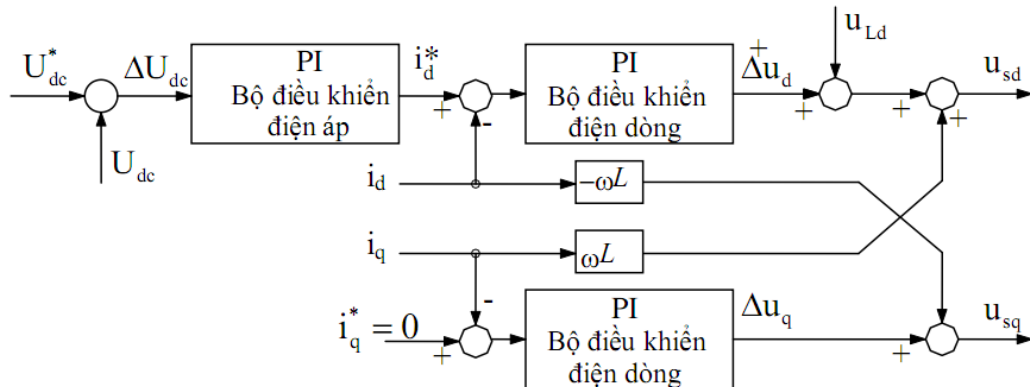 U*dc
ΔUdc
Udc
PI
Bộ điều khiển
điện áp
i*d
+
-
PI
Bộ điều khiển
điện dòng
+
Δud
+
uLd
+
+
usd
id
-ωL
iq
ωL
-
i*q = 0
+
PI
Bộ điều khiển
điện dòng
Δuq
+
+
usq